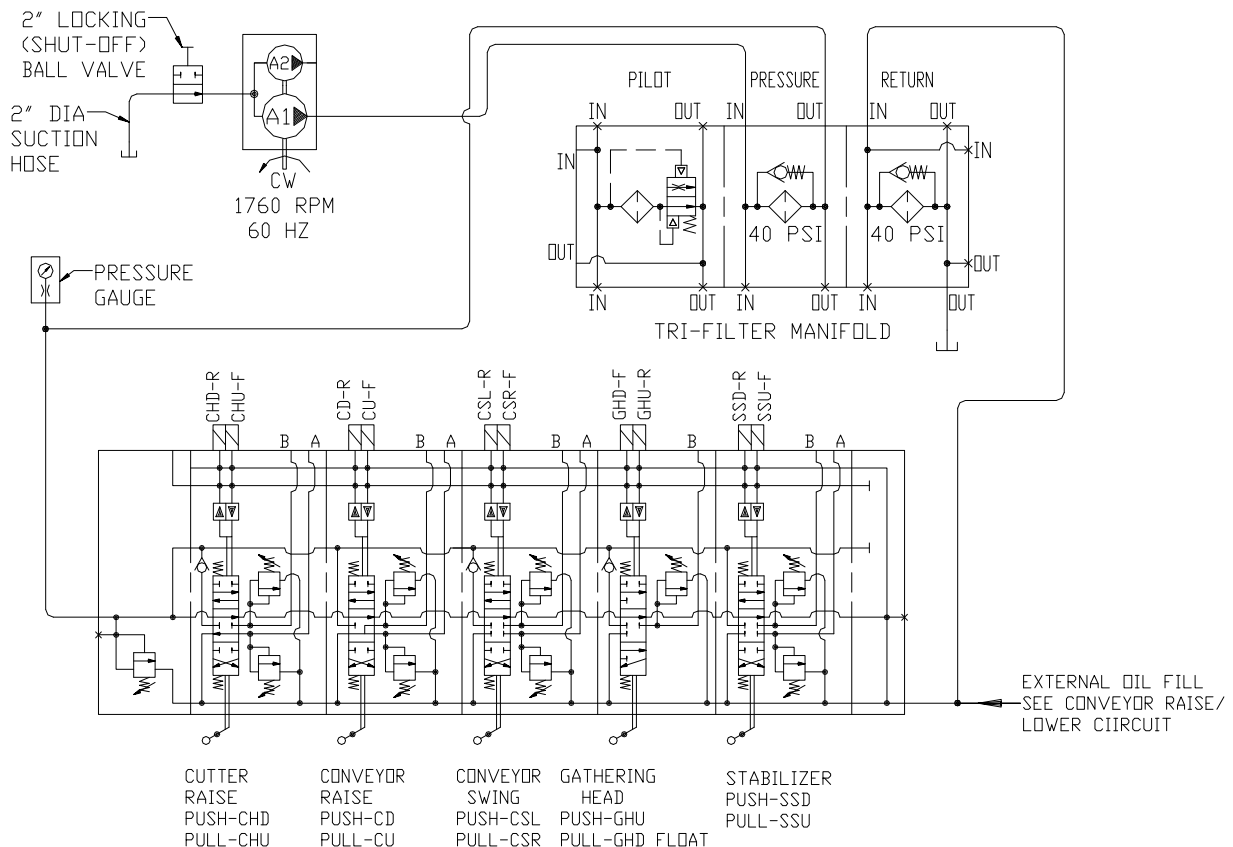 2" LOCKING
(SHUT-OFF)
BALL VALVE
2" DIA
SUCTION
HOSE
A2
A1
CW
1760 RPM
60 HZ
PRESSURE
GAUGE
PILOT
PRESSURE
RETURN
IN
OUT
IN
OUT
IN
OUT
IN
IN
40 PSI
40 PSI
OUT
OUT
IN
OUT
IN
OUT
IN
OUT
TRI-FILTER MANIFOLD
CHD-R
CHU-F
CD-R
CU-F
CSL-R
CSR-F
GHD-F
GHU-R
SSD-R
SSU-F
B
A
B
A
B
A
B
B
A
EXTERNAL OIL FILL
SEE CONVEYOR RAISE/
LOWER CIIRCUIT
CUTTER
RAISE
PUSH-CHD
PULL-CHU
CONVEYOR
RAISE
PUSH-CD
PULL-CU
CONVEYOR
SWING
PUSH-CSL
PULL-CSR
GATHERING
HEAD
PUSH-GHU
PULL-GHD FLOAT
STABILIZER
PUSH-SSD
PULL-SSU